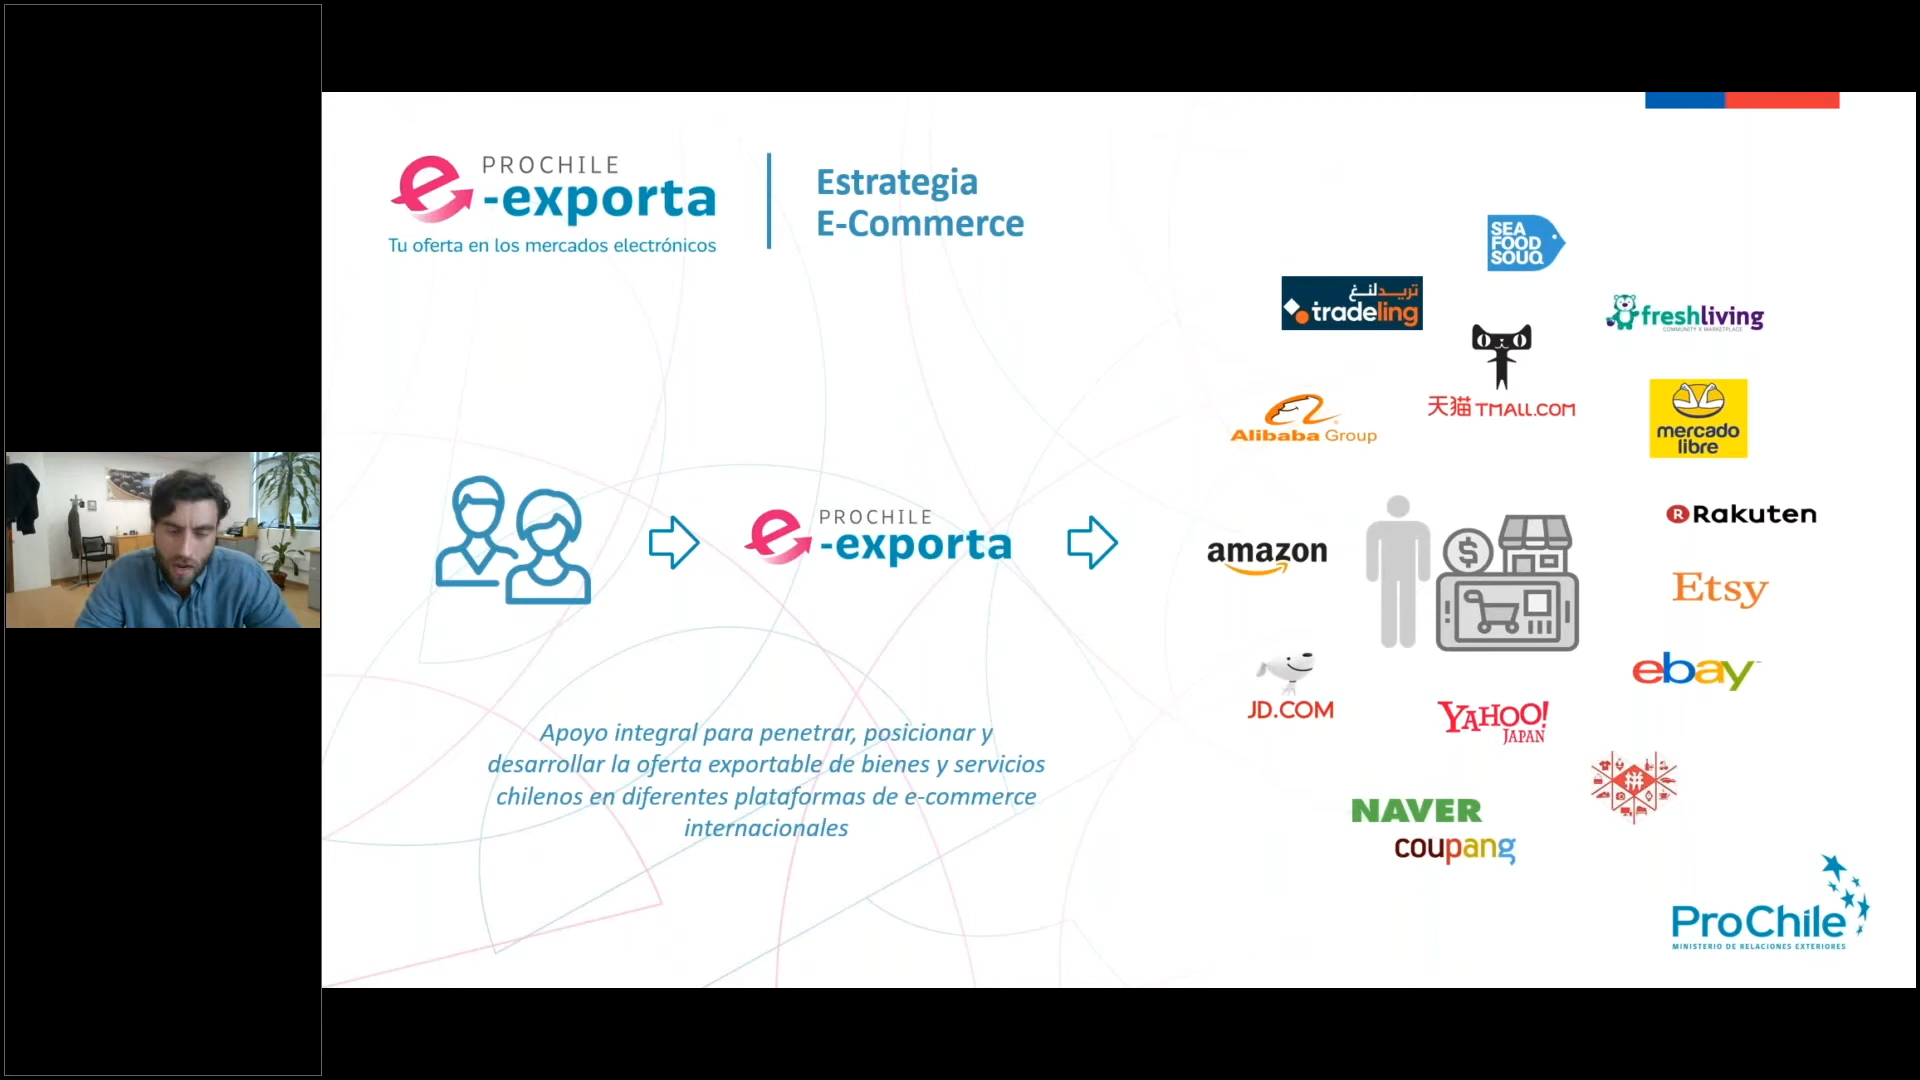 PROCHILE
e-exporta
Tu oferta en los mercados electrónicos
Estrategia
E-Commerce
SEA
FOOD
SOUQ
تريدلنغ
tradeling
freshliving
COMMUNITY & MARKETPLACE
天猫 TMALL.COM
Alibaba Group
mercado
libre
Rakuten
PROCHILE
e-exporta
amazon
$
Etsy
ebay
JD.COM
YAHOO!
JAPAN
拼
Apoyo integral para penetrar, posicionar y
desarrollar la oferta exportable de bienes y servicios
chilenos en diferentes plataformas de e-commerce
internacionales
NAVER
coupang
ProChile
MINISTERIO DE RELACIONES EXTERIORES